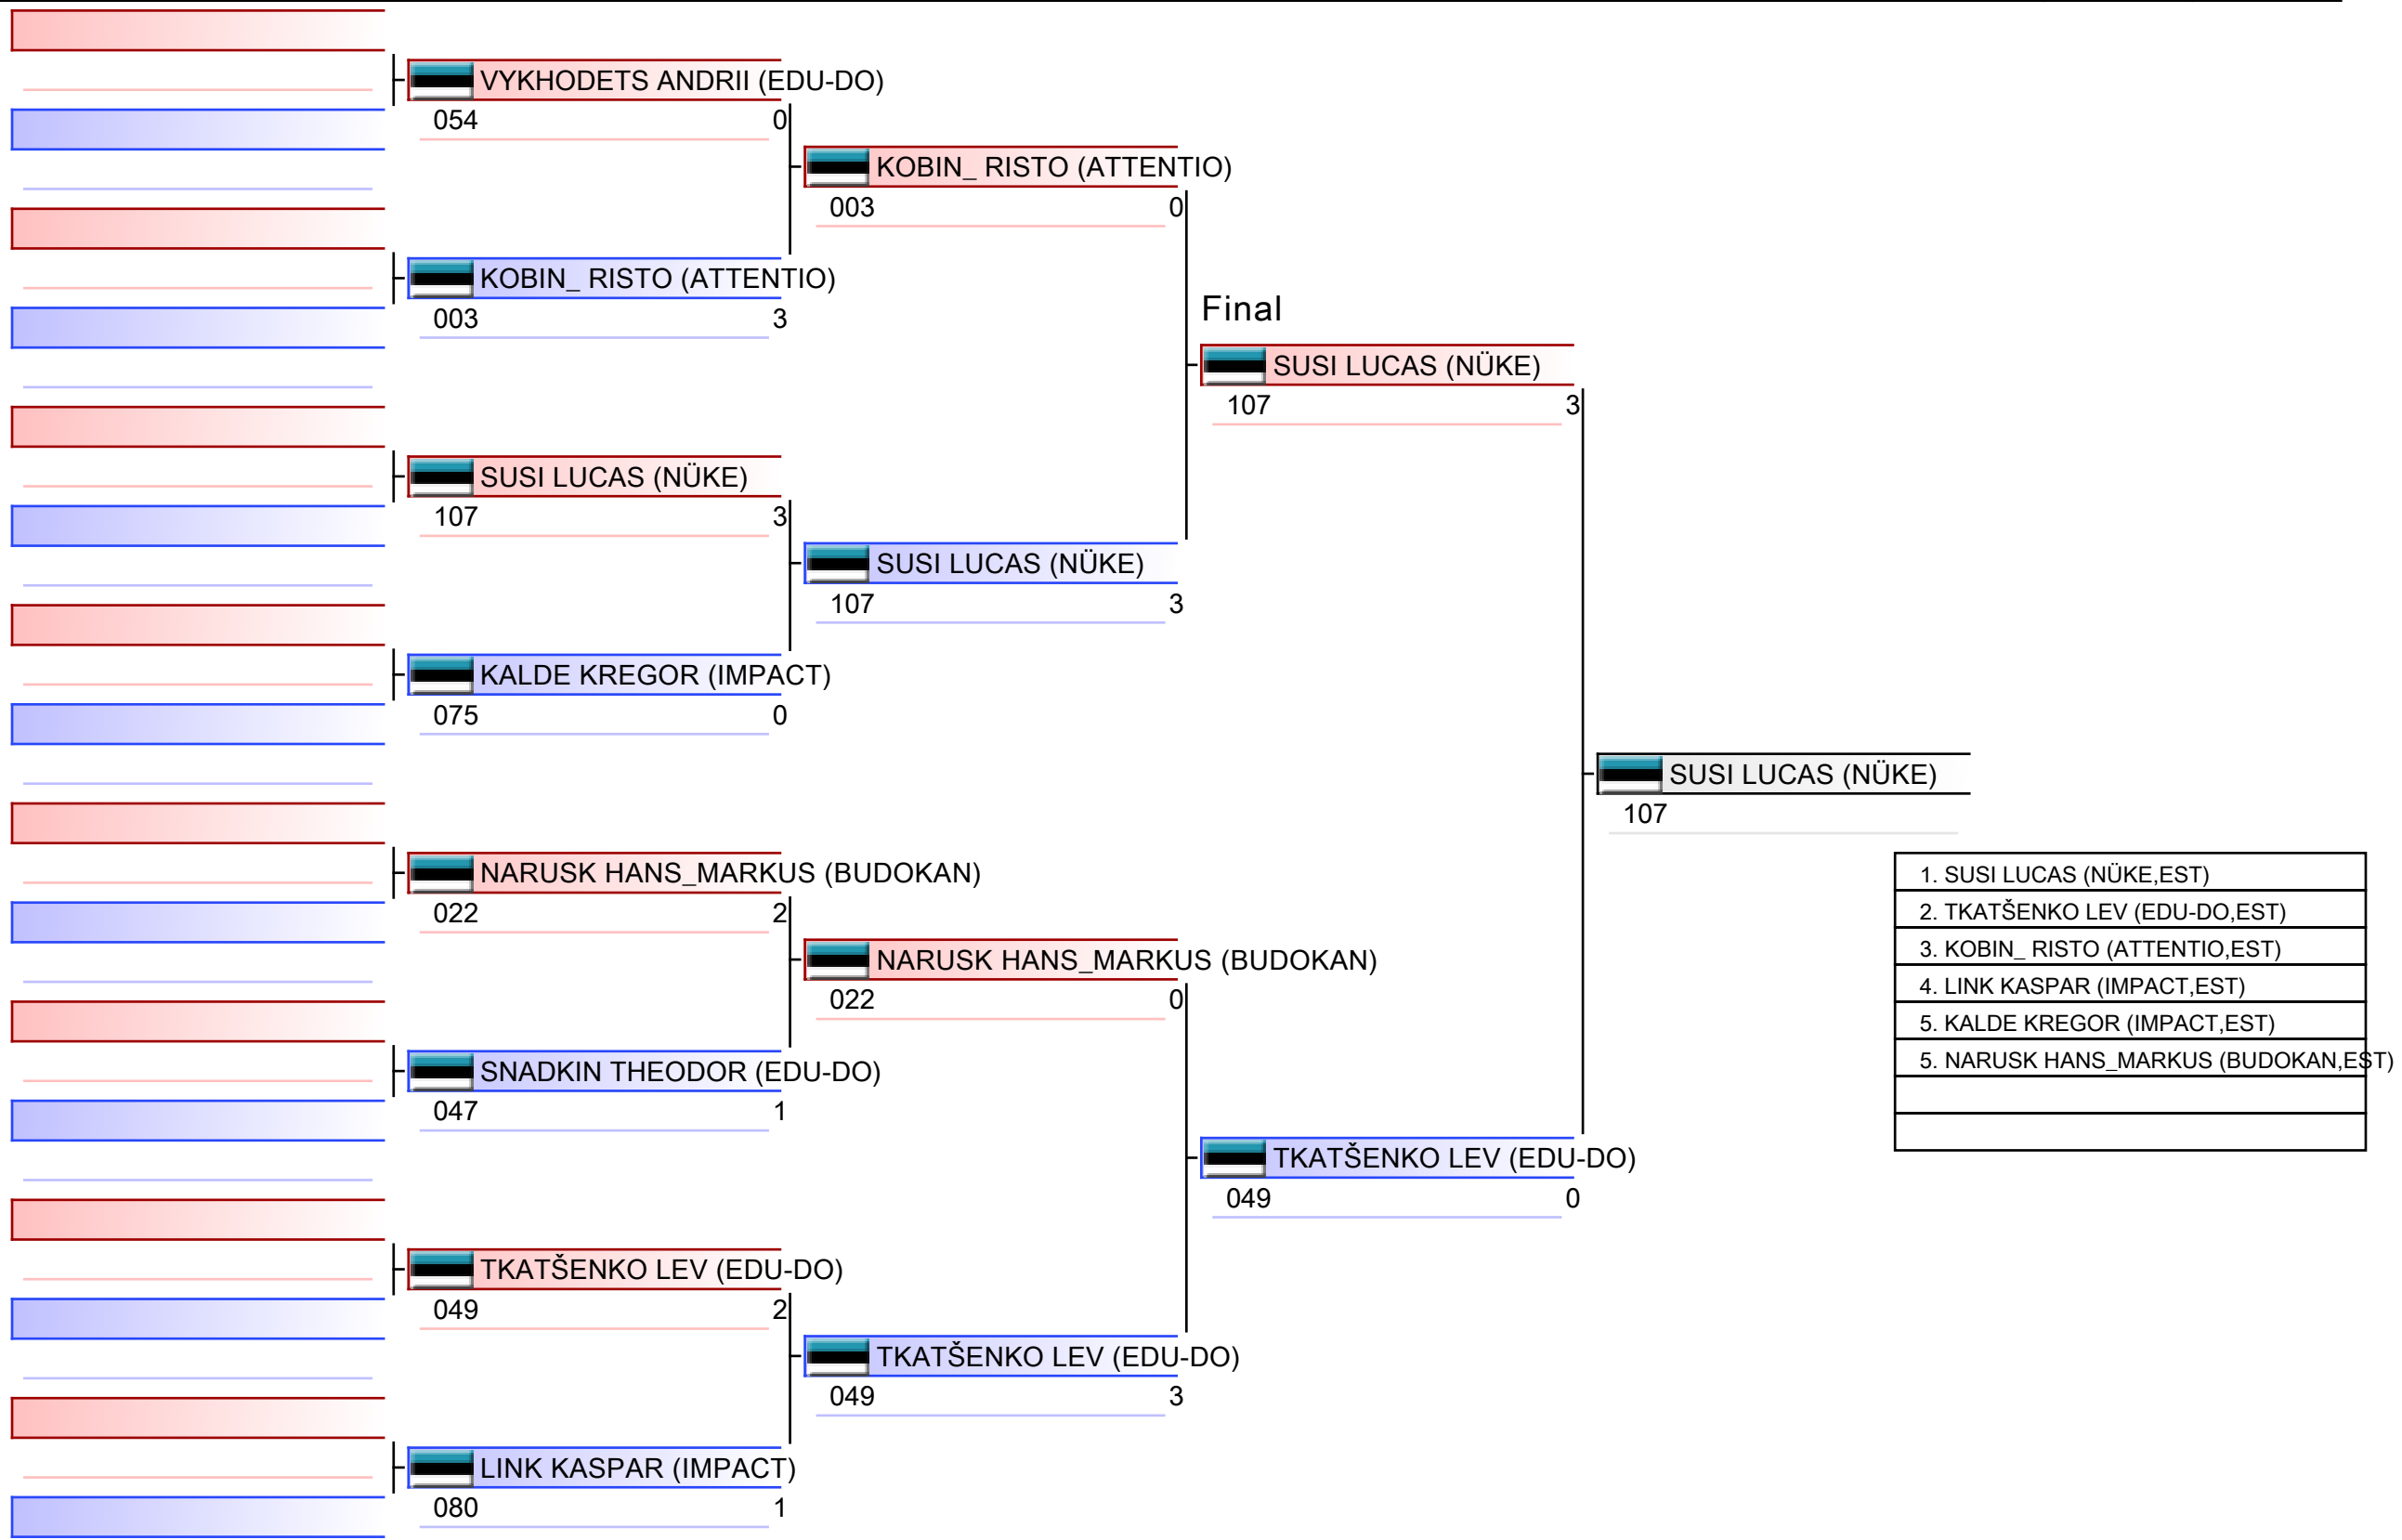 VYKHODETS ANDRII (EDU-DO)
054 0
KOBIN_ RISTO (ATTENTIO)
003 0
KOBIN_ RISTO (ATTENTIO)
003 3
Final
SUSI LUCAS (NÜKE)
107 3
SUSI LUCAS (NÜKE)
107 3
SUSI LUCAS (NÜKE)
107 3
KALDE KREGOR (IMPACT)
075 0
SUSI LUCAS (NÜKE)
107
NARUSK HANS_MARKUS (BUDOKAN)
022 2
NARUSK HANS_MARKUS (BUDOKAN)
022 0
SNADKIN THEODOR (EDU-DO)
047 1
TKATŠENKO LEV (EDU-DO)
049 0
TKATŠENKO LEV (EDU-DO)
049 2
TKATŠENKO LEV (EDU-DO)
049 3
LINK KASPAR (IMPACT)
080 1
1. SUSI LUCAS (NÜKE,EST)
2. TKATŠENKO LEV (EDU-DO,EST)
3. KOBIN_ RISTO (ATTENTIO,EST)
4. LINK KASPAR (IMPACT,EST)
5. KALDE KREGOR (IMPACT,EST)
5. NARUSK HANS_MARKUS (BUDOKAN,EST)